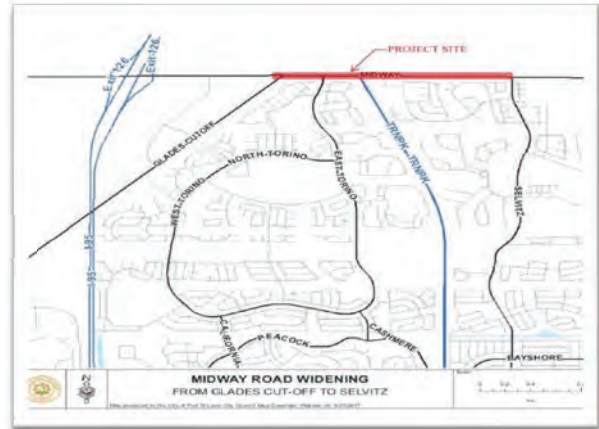 Exit 126
Exit 126
PROJECT SITE
MIDWAY
GLADES CUTOFF
NORTH-TORINO
WEST-TORINO
EAST-TORINO
TRNPK-TRNPK
SELVITZ
I-95
I-95
CALIFORNIA
PEACOCK
CASHMERE
BAYSHORE
MIDWAY ROAD WIDENING
FROM GLADES CUT-OFF TO SELVITZ